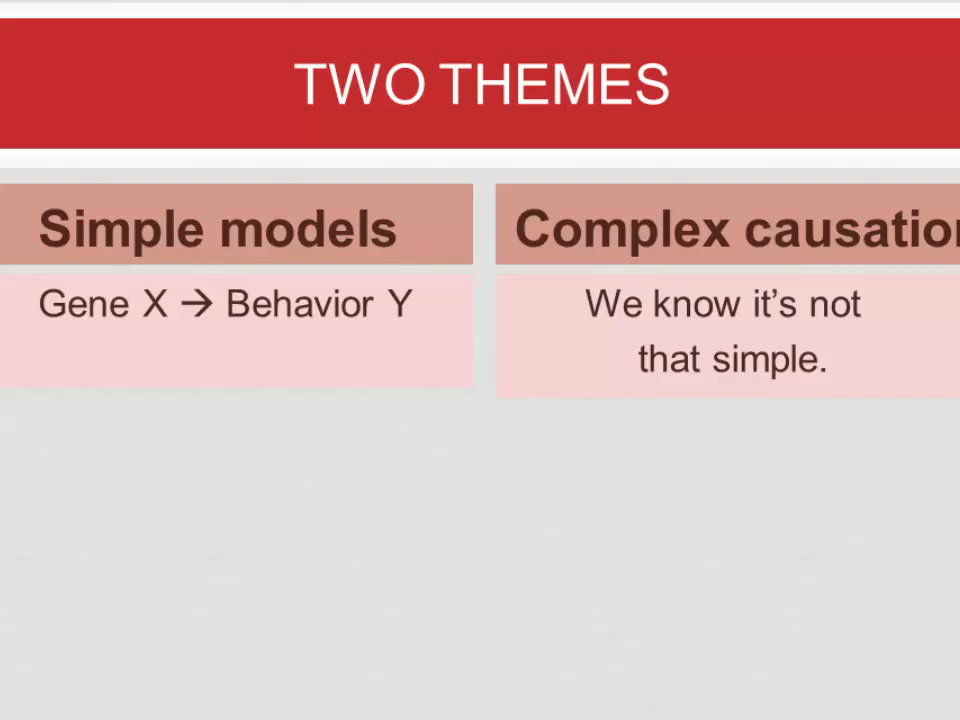 TWO THEMES
Simple models
Gene X → Behavior Y
Complex causation
We know it’s not
that simple.